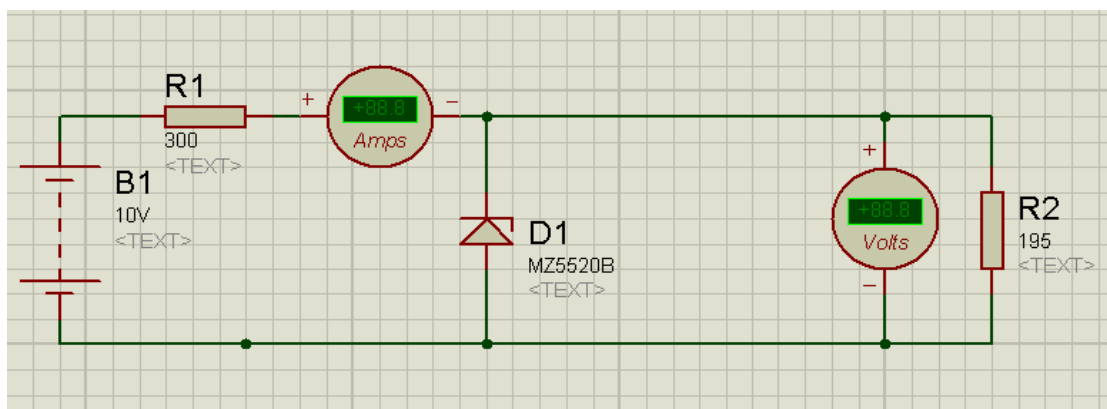 R1
300
<TEXT>
+ +88.8 -
Amps
B1
10V
<TEXT>
D1
MZ5520B
<TEXT>
+
+88.8
Volts
-
R2
195
<TEXT>